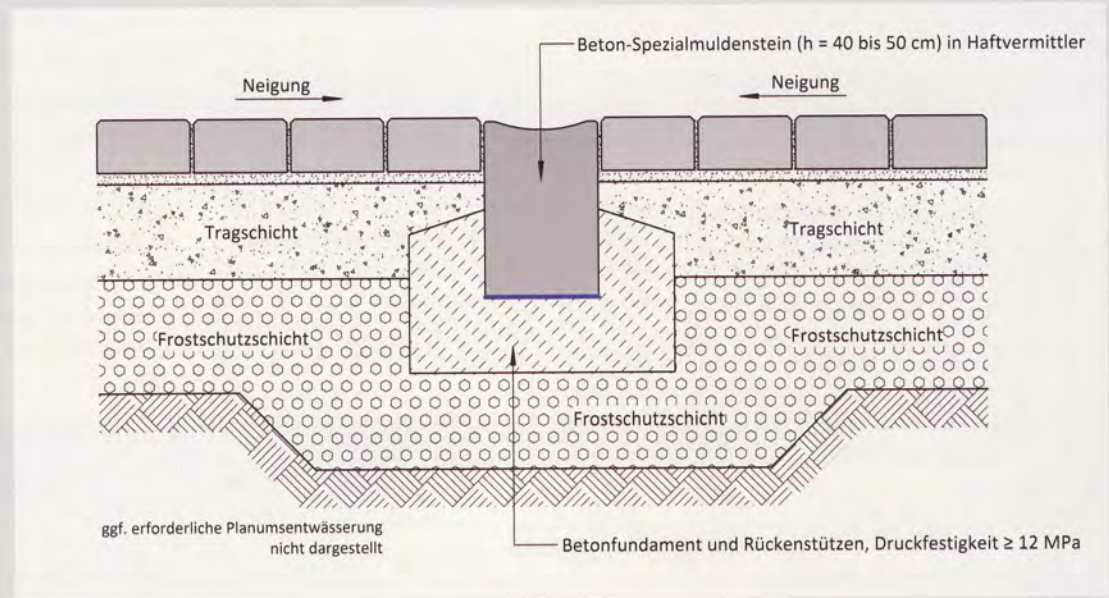 Beton-Spezialmuldenstein (h = 40 bis 50 cm) in Haftvermittler
Neigung
Neigung
Tragschicht
Tragschicht
Frostschutzschicht
Frostschutzschicht
Frostschutzschicht
ggf. erforderliche Planumsentwässerung
nicht dargestellt
Betonfundament und Rückenstützen, Druckfestigkeit ≥ 12 MPa